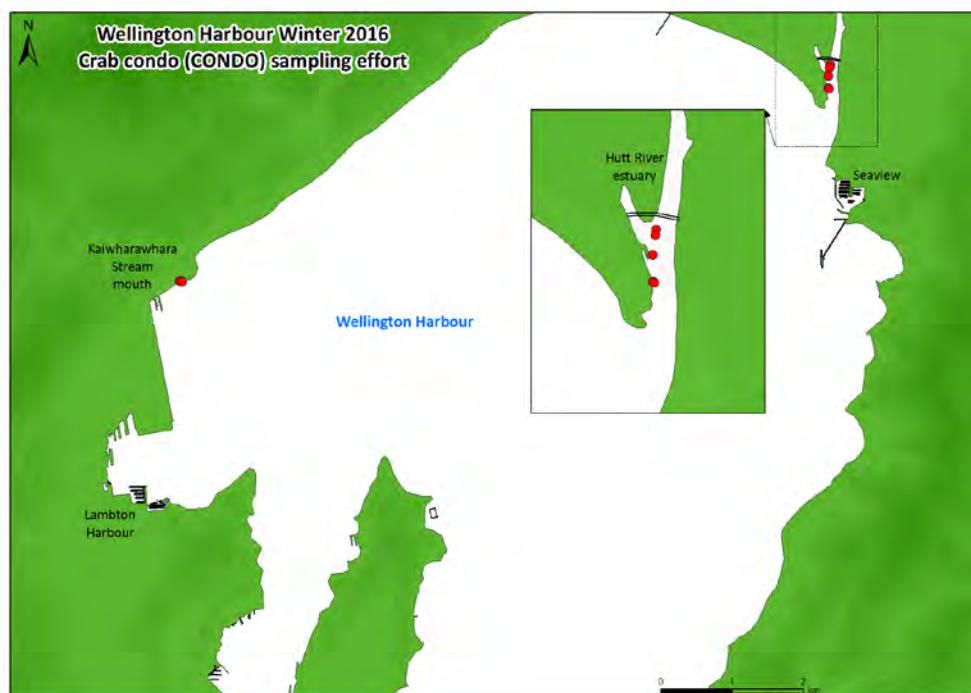 N
Wellington Harbour Winter 2016
Crab condo (CONDO) sampling effort
Hutt River
estuary
Seaview
Kaiwharawhara
Stream
mouth
Wellington Harbour
Lambton
Harbour
0 1 2
km